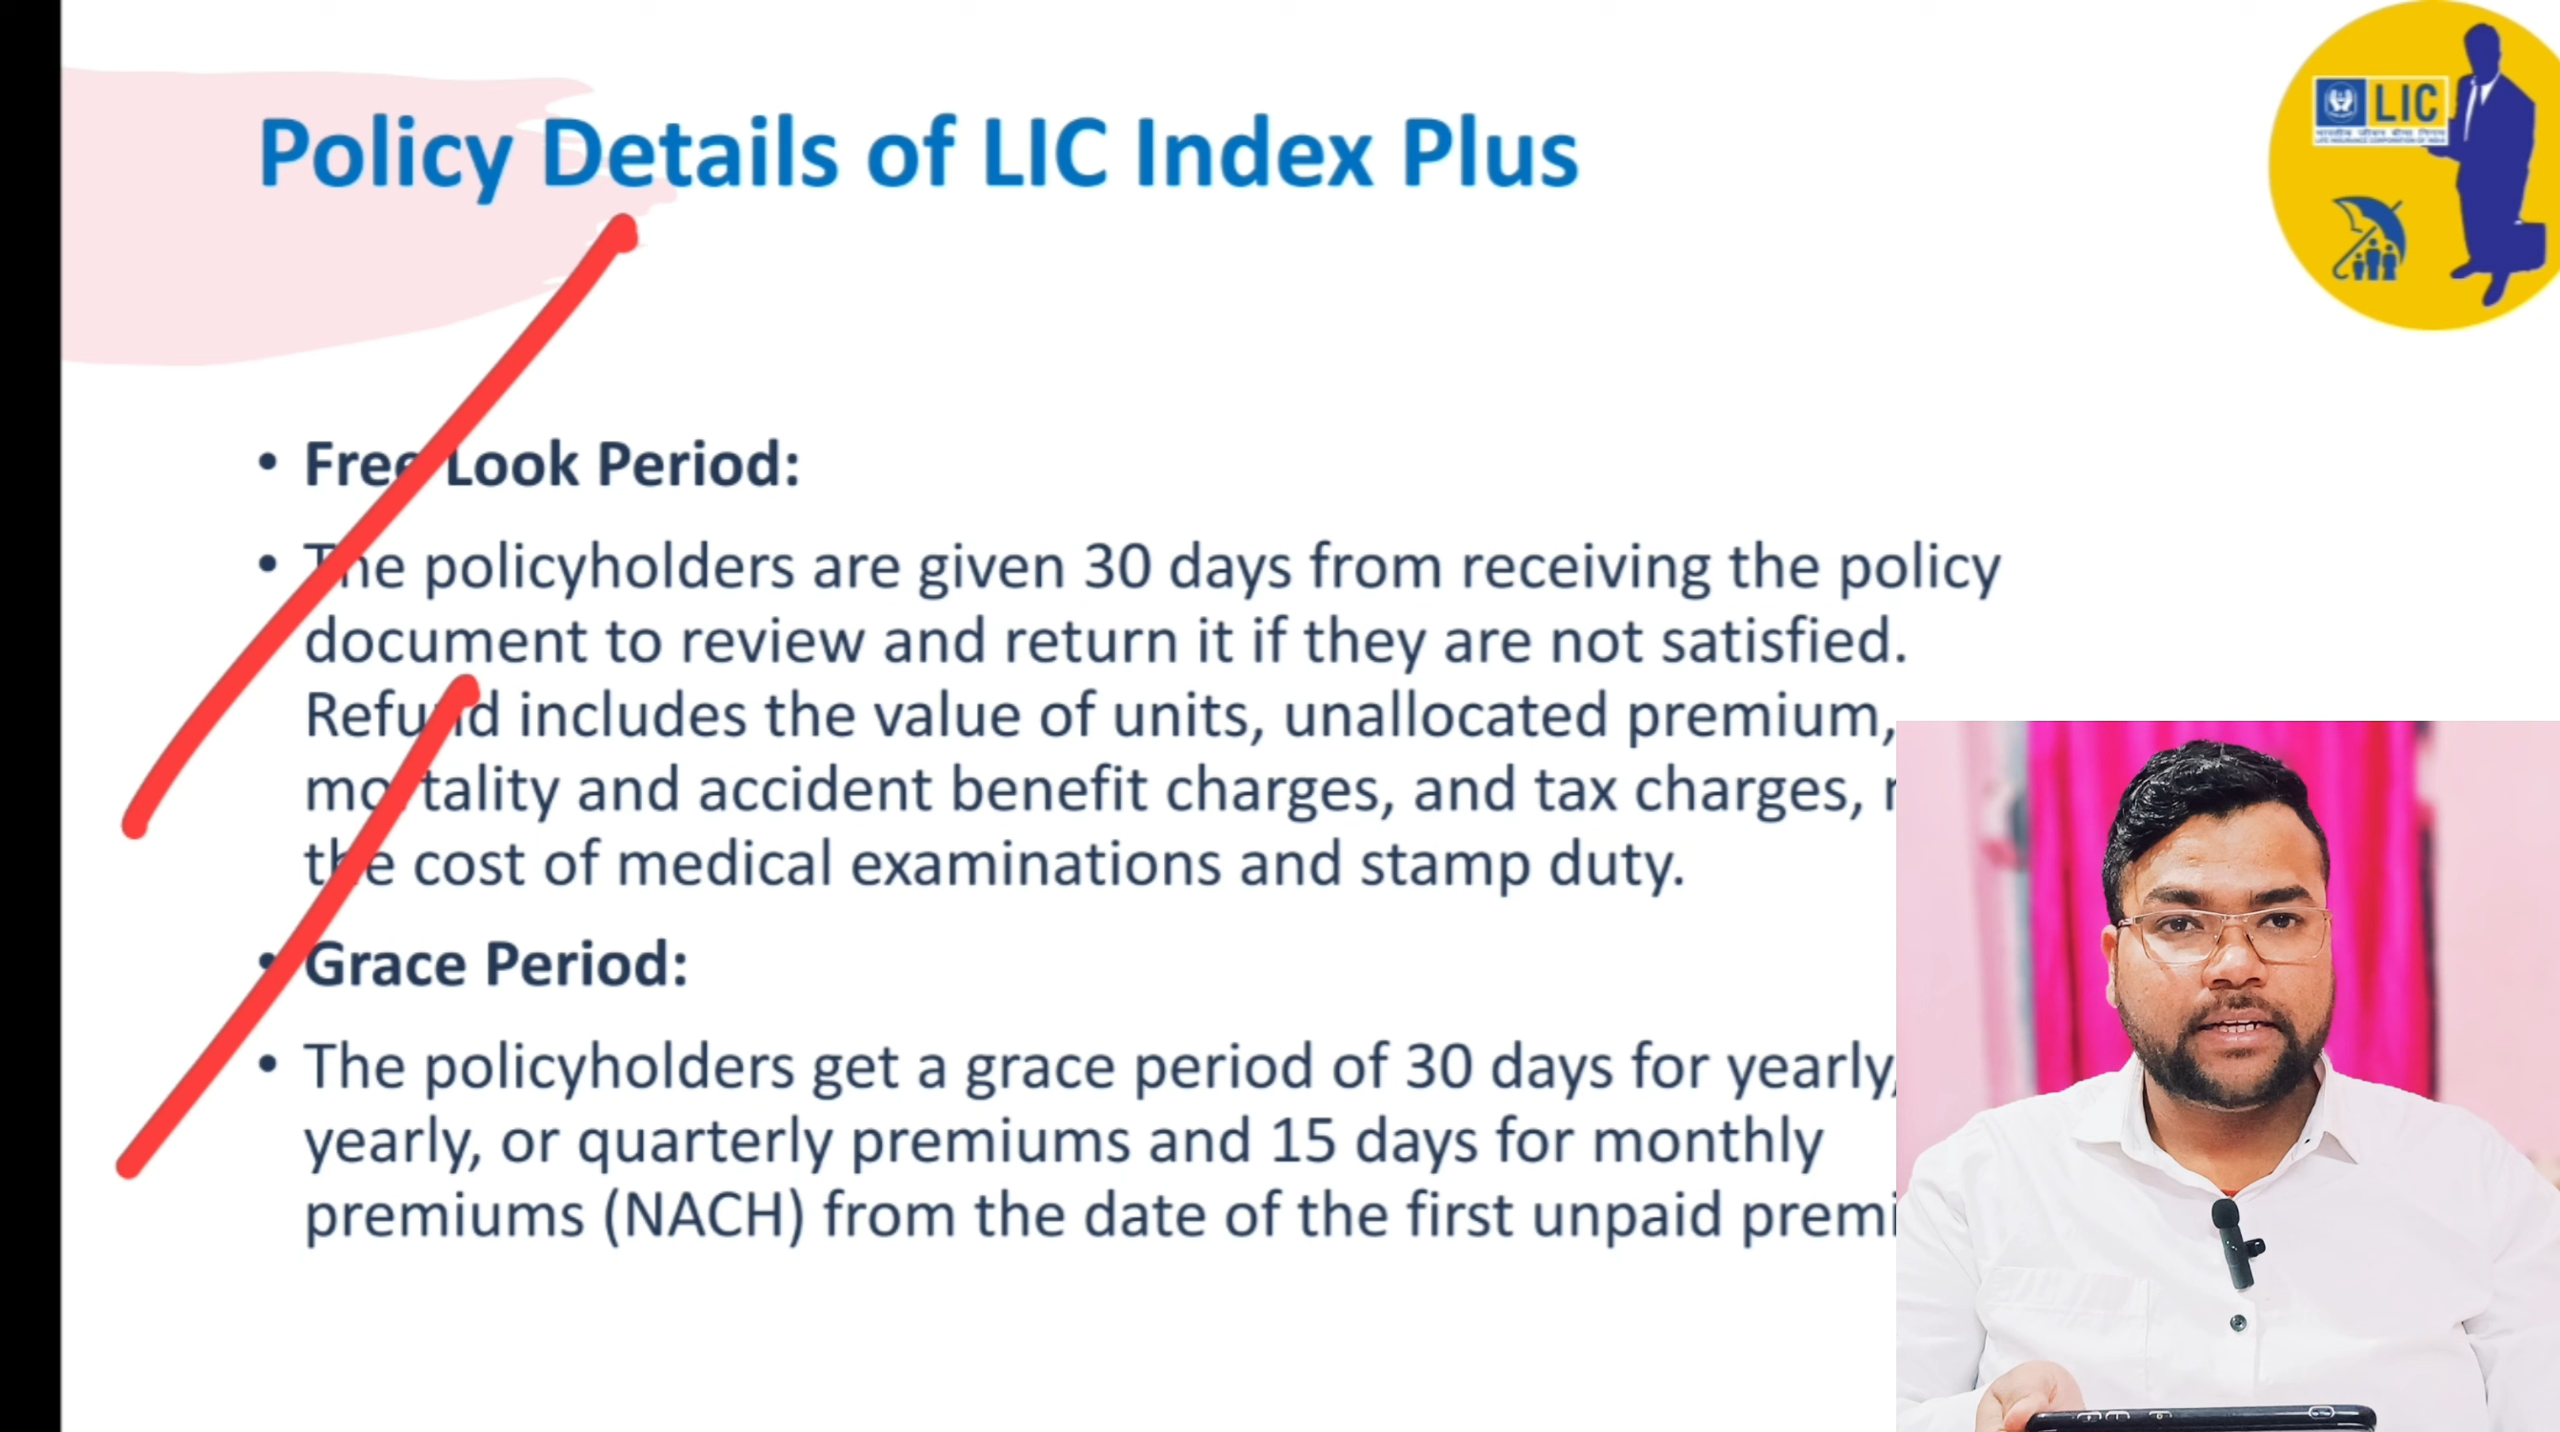 Policy Details of LIC Index Plus
LIC
• Free Look Period:
• The policyholders are given 30 days from receiving the policy
document to review and return it if they are not satisfied.
Refund includes the value of units, unallocated premium,
mortality and accident benefit charges, and tax charges,
the cost of medical examinations and stamp duty.
• Grace Period:
• The policyholders get a grace period of 30 days for yearly,
yearly, or quarterly premiums and 15 days for monthly
premiums (NACH) from the date of the first unpaid premi